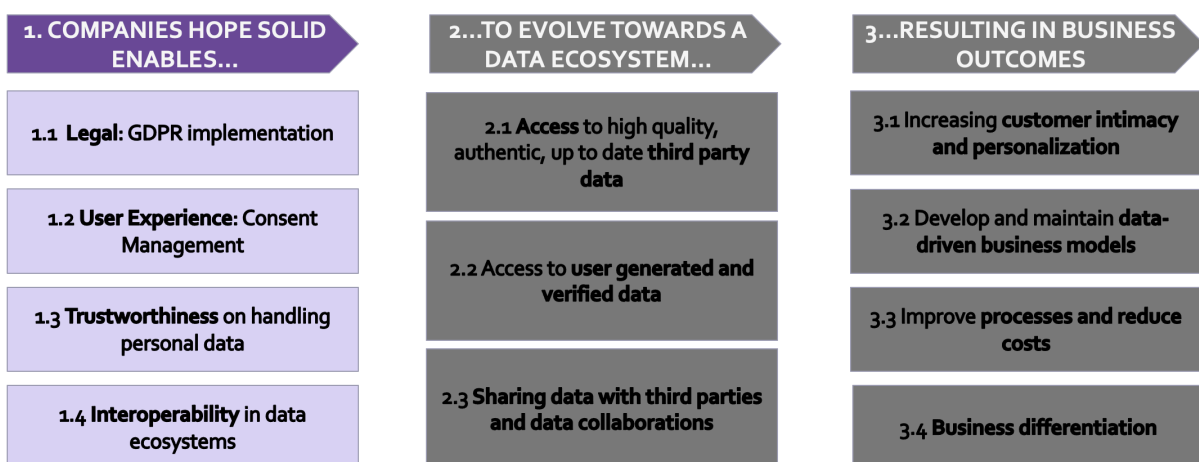 1. COMPANIES HOPE SOLID
ENABLES...
1.1 Legal: GDPR implementation
1.2 User Experience: Consent
Management
1.3 Trustworthiness on handling
personal data
1.4 Interoperability in data
ecosystems
2...TO EVOLVE TOWARDS A
DATA ECOSYSTEM...
2.1 Access to high quality,
authentic, up to date third party
data
2.2 Access to user generated and
verified data
2.3 Sharing data with third parties
and data collaborations
3...RESULTING IN BUSINESS
OUTCOMES
3.1 Increasing customer intimacy
and personalization
3.2 Develop and maintain data-
driven business models
3.3 Improve processes and reduce
costs
3.4 Business differentiation